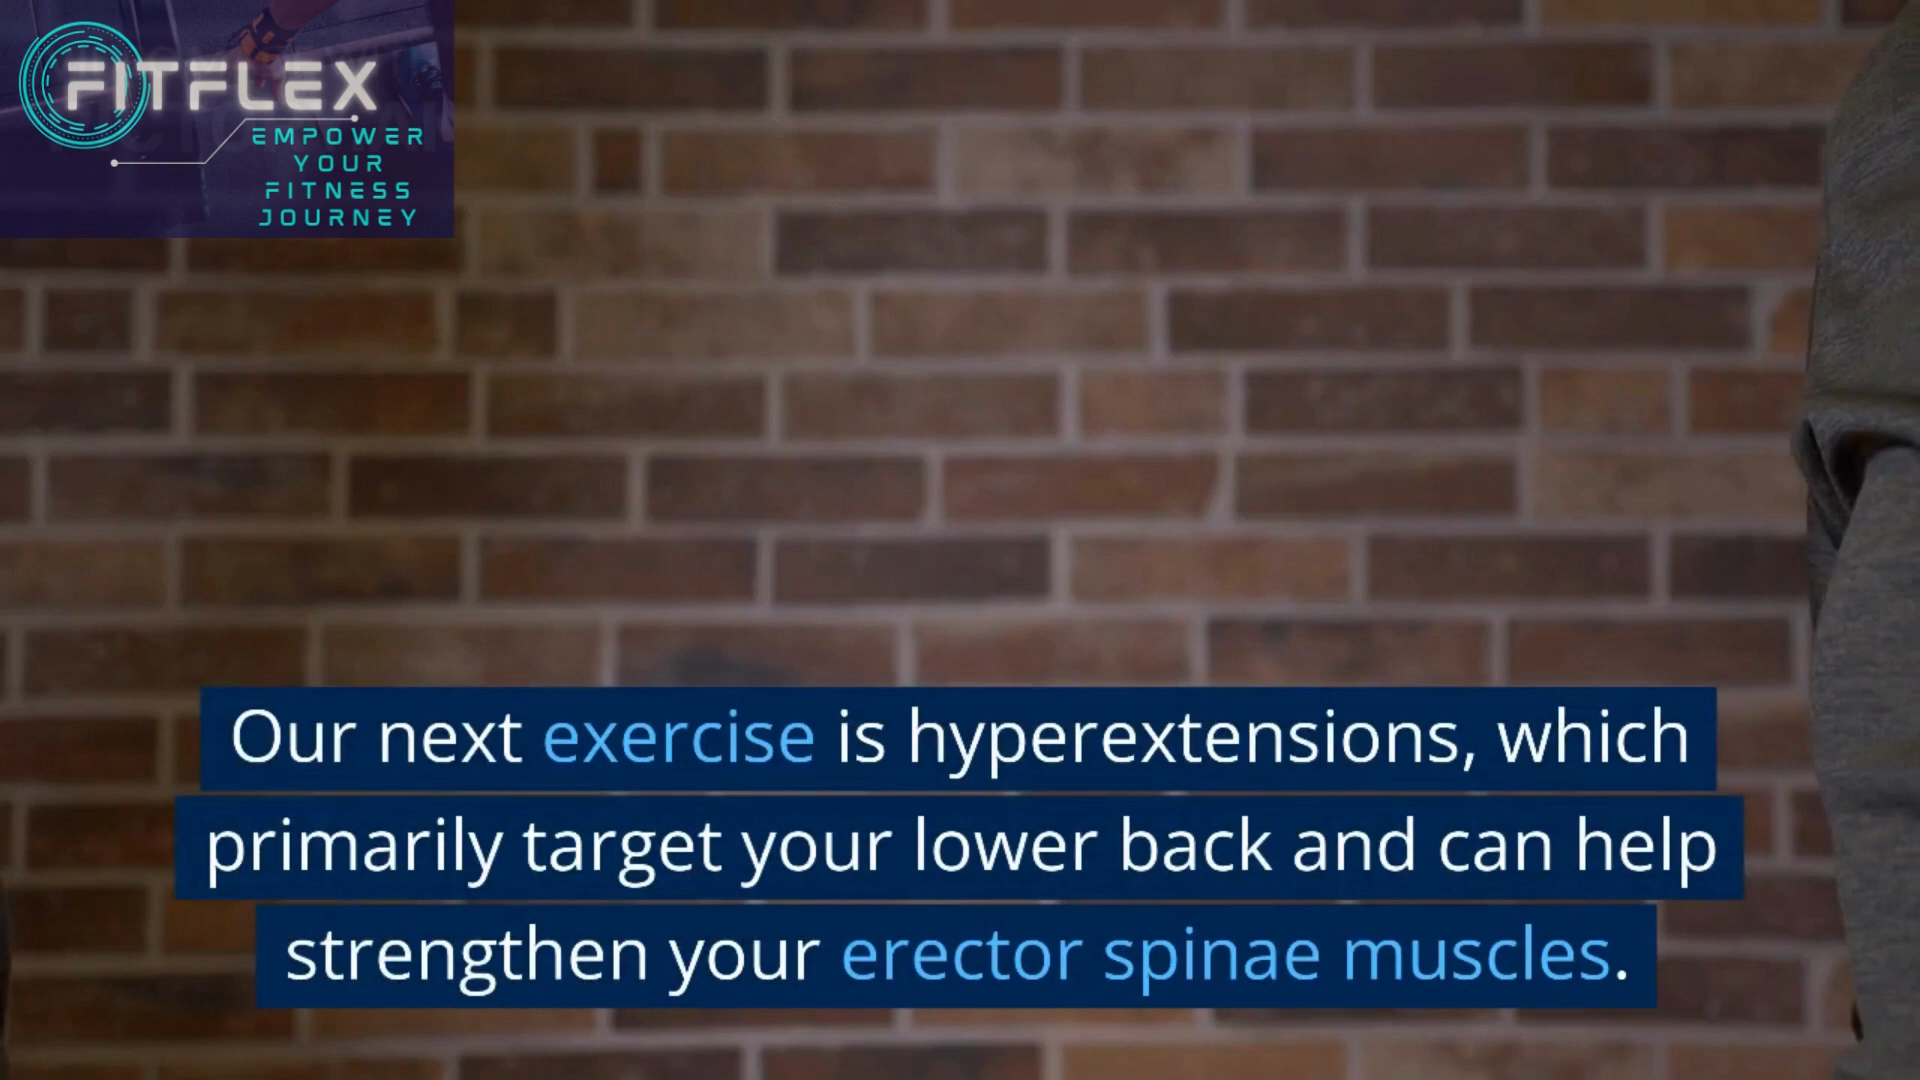 FITFLEX
EMPOWER
YOUR
FITNESS
JOURNEY
Our next exercise is hyperextensions, which
primarily target your lower back and can help
strengthen your erector spinae muscles.